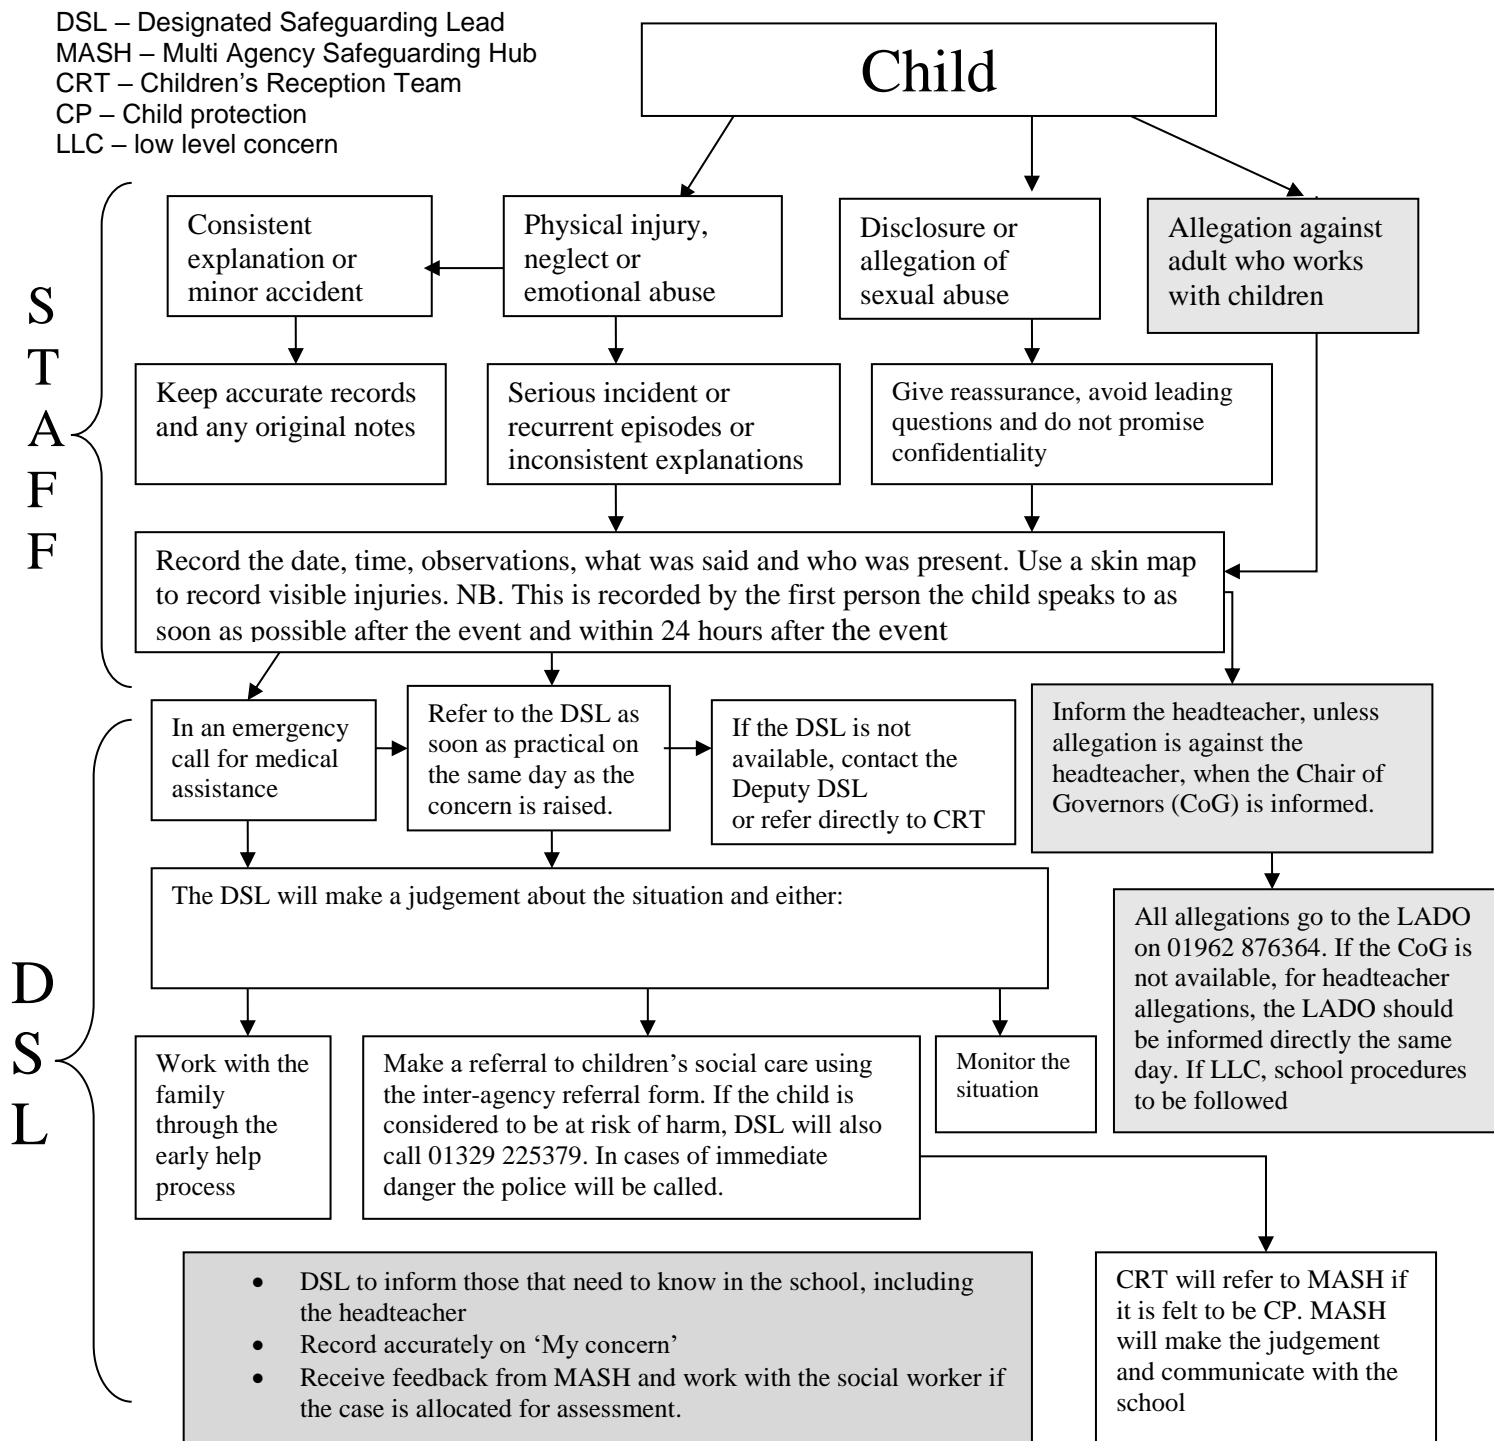 DSL – Designated Safeguarding Lead
MASH – Multi Agency Safeguarding Hub
CRT – Children's Reception Team
CP – Child protection
LLC – low level concern
Child
S
T
A
F
F
Consistent
explanation or
minor accident
Physical injury,
neglect or
emotional abuse
Disclosure or
allegation of
sexual abuse
Allegation against
adult who works
with children
Keep accurate records
and any original notes
Serious incident or
recurrent episodes or
inconsistent explanations
Give reassurance, avoid leading
questions and do not promise
confidentiality
Record the date, time, observations, what was said and who was present. Use a skin map
to record visible injuries. NB. This is recorded by the first person the child speaks to as
soon as possible after the event and within 24 hours after the event
D
S
L
In an emergency
call for medical
assistance
Refer to the DSL as
soon as practical on
the same day as the
concern is raised.
If the DSL is not
available, contact the
Deputy DSL
or refer directly to CRT
Inform the headteacher, unless
allegation is against the
headteacher, when the Chair of
Governors (CoG) is informed.
The DSL will make a judgement about the situation and either:
All allegations go to the LADO
on 01962 876364. If the CoG is
not available, for headteacher
allegations, the LADO should
be informed directly the same
day. If LLC, school procedures
to be followed
Work with the
family
through the
early help
process
Make a referral to children's social care using
the inter-agency referral form. If the child is
considered to be at risk of harm, DSL will also
call 01329 225379. In cases of immediate
danger the police will be called.
Monitor the
situation
• DSL to inform those that need to know in the school, including
the headteacher
• Record accurately on ‘My concern’
• Receive feedback from MASH and work with the social worker if
the case is allocated for assessment.
CRT will refer to MASH if
it is felt to be CP. MASH
will make the judgement
and communicate with the
school